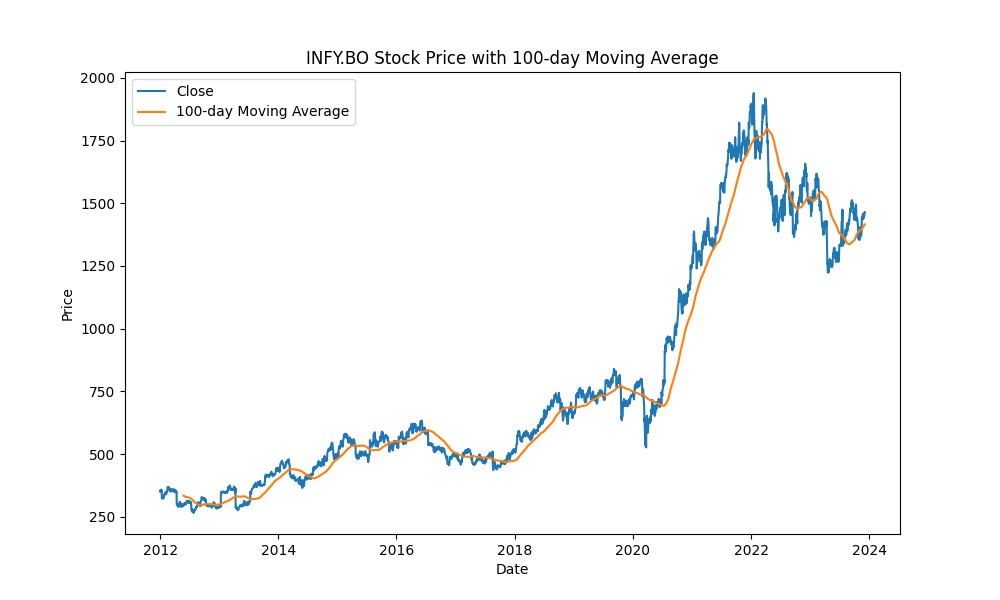 INFY.BO Stock Price with 100-day Moving Average
Close
100-day Moving Average
2000
1750
1500
1250
1000
750
500
250
Price
2012 2014 2016 2018 2020 2022 2024
Date